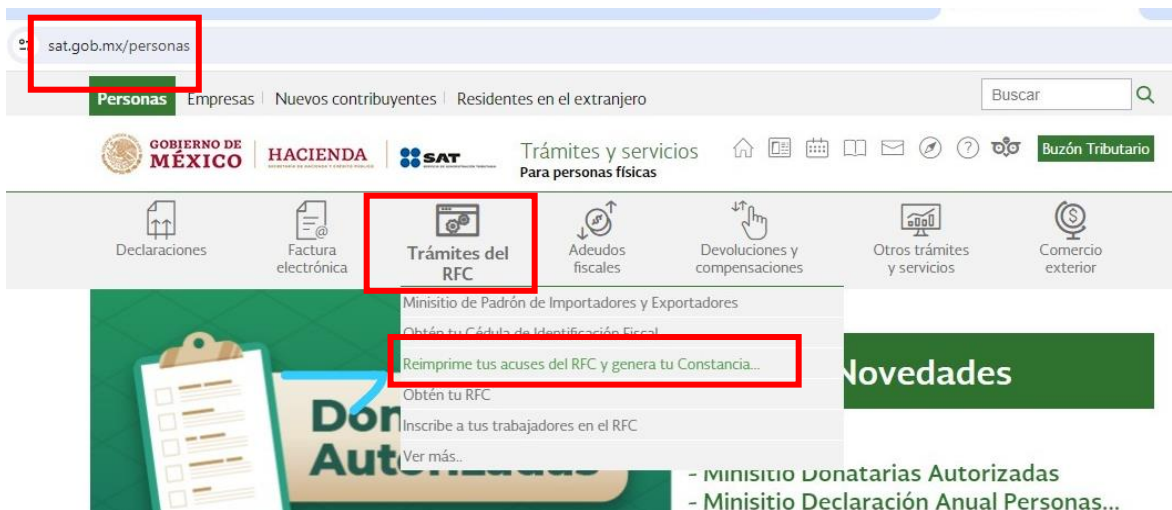 sat.gob.mx/personas
Personas Empresas Nuevos contribuyentes Residentes en el extranjero Buscar
GOBIERNO DE MÉXICO
HACIENDA
SAT
Trámites y servicios
Para personas físicas
Buzón Tributario
Declaraciones
Factura electrónica
Trámites del RFC
Adeudos fiscales
Devoluciones y compensaciones
Otros trámites y servicios
Comercio exterior
Minisitio de Padrón de Importadores y Exportadores
Obtén tu Cédula de Identificación Fiscal
Reimprime tus acuses del RFC y genera tu Constancia...
Obtén tu RFC
Inscribe a tus trabajadores en el RFC
Ver más..
Novedades
- Minisitio Donatarias Autorizadas
- Minisitio Declaración Anual Personas...